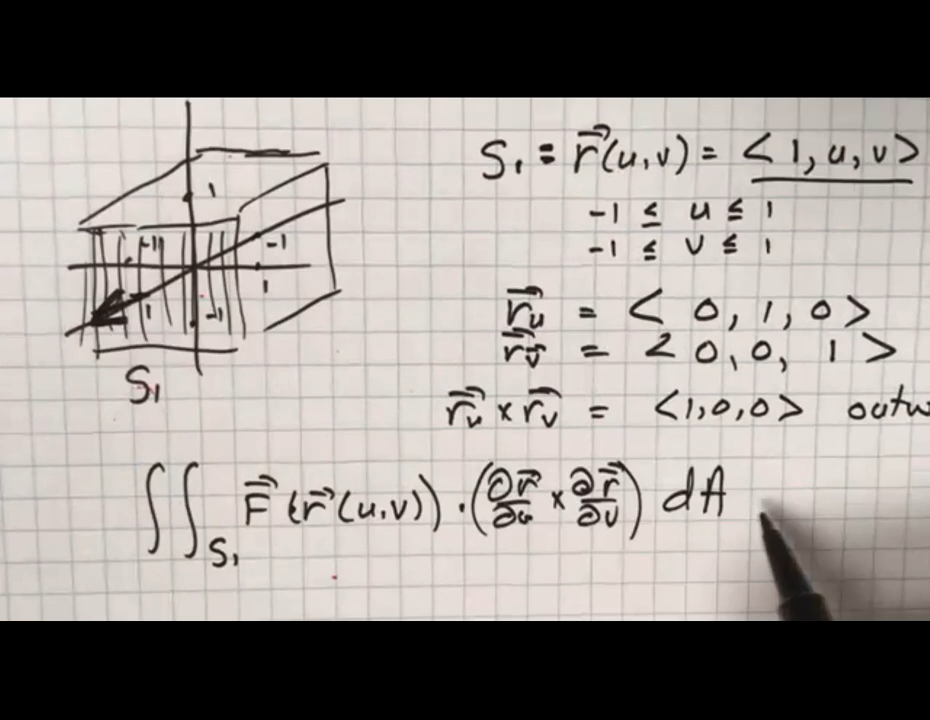 S₁ : r⃗(u,v) = <1, u, v>
-1 ≤ u ≤ 1
-1 ≤ v ≤ 1
1
-1
-1
1
1
-1
r⃗u = < 0, 1, 0 >
r⃗v = < 0, 0, 1 >
S₁
r⃗v × r⃗v = <1,0,0> outw
∬S₁ F⃗ (r⃗(u,v)) · (∂r⃗/∂u × ∂r⃗/∂v) dA